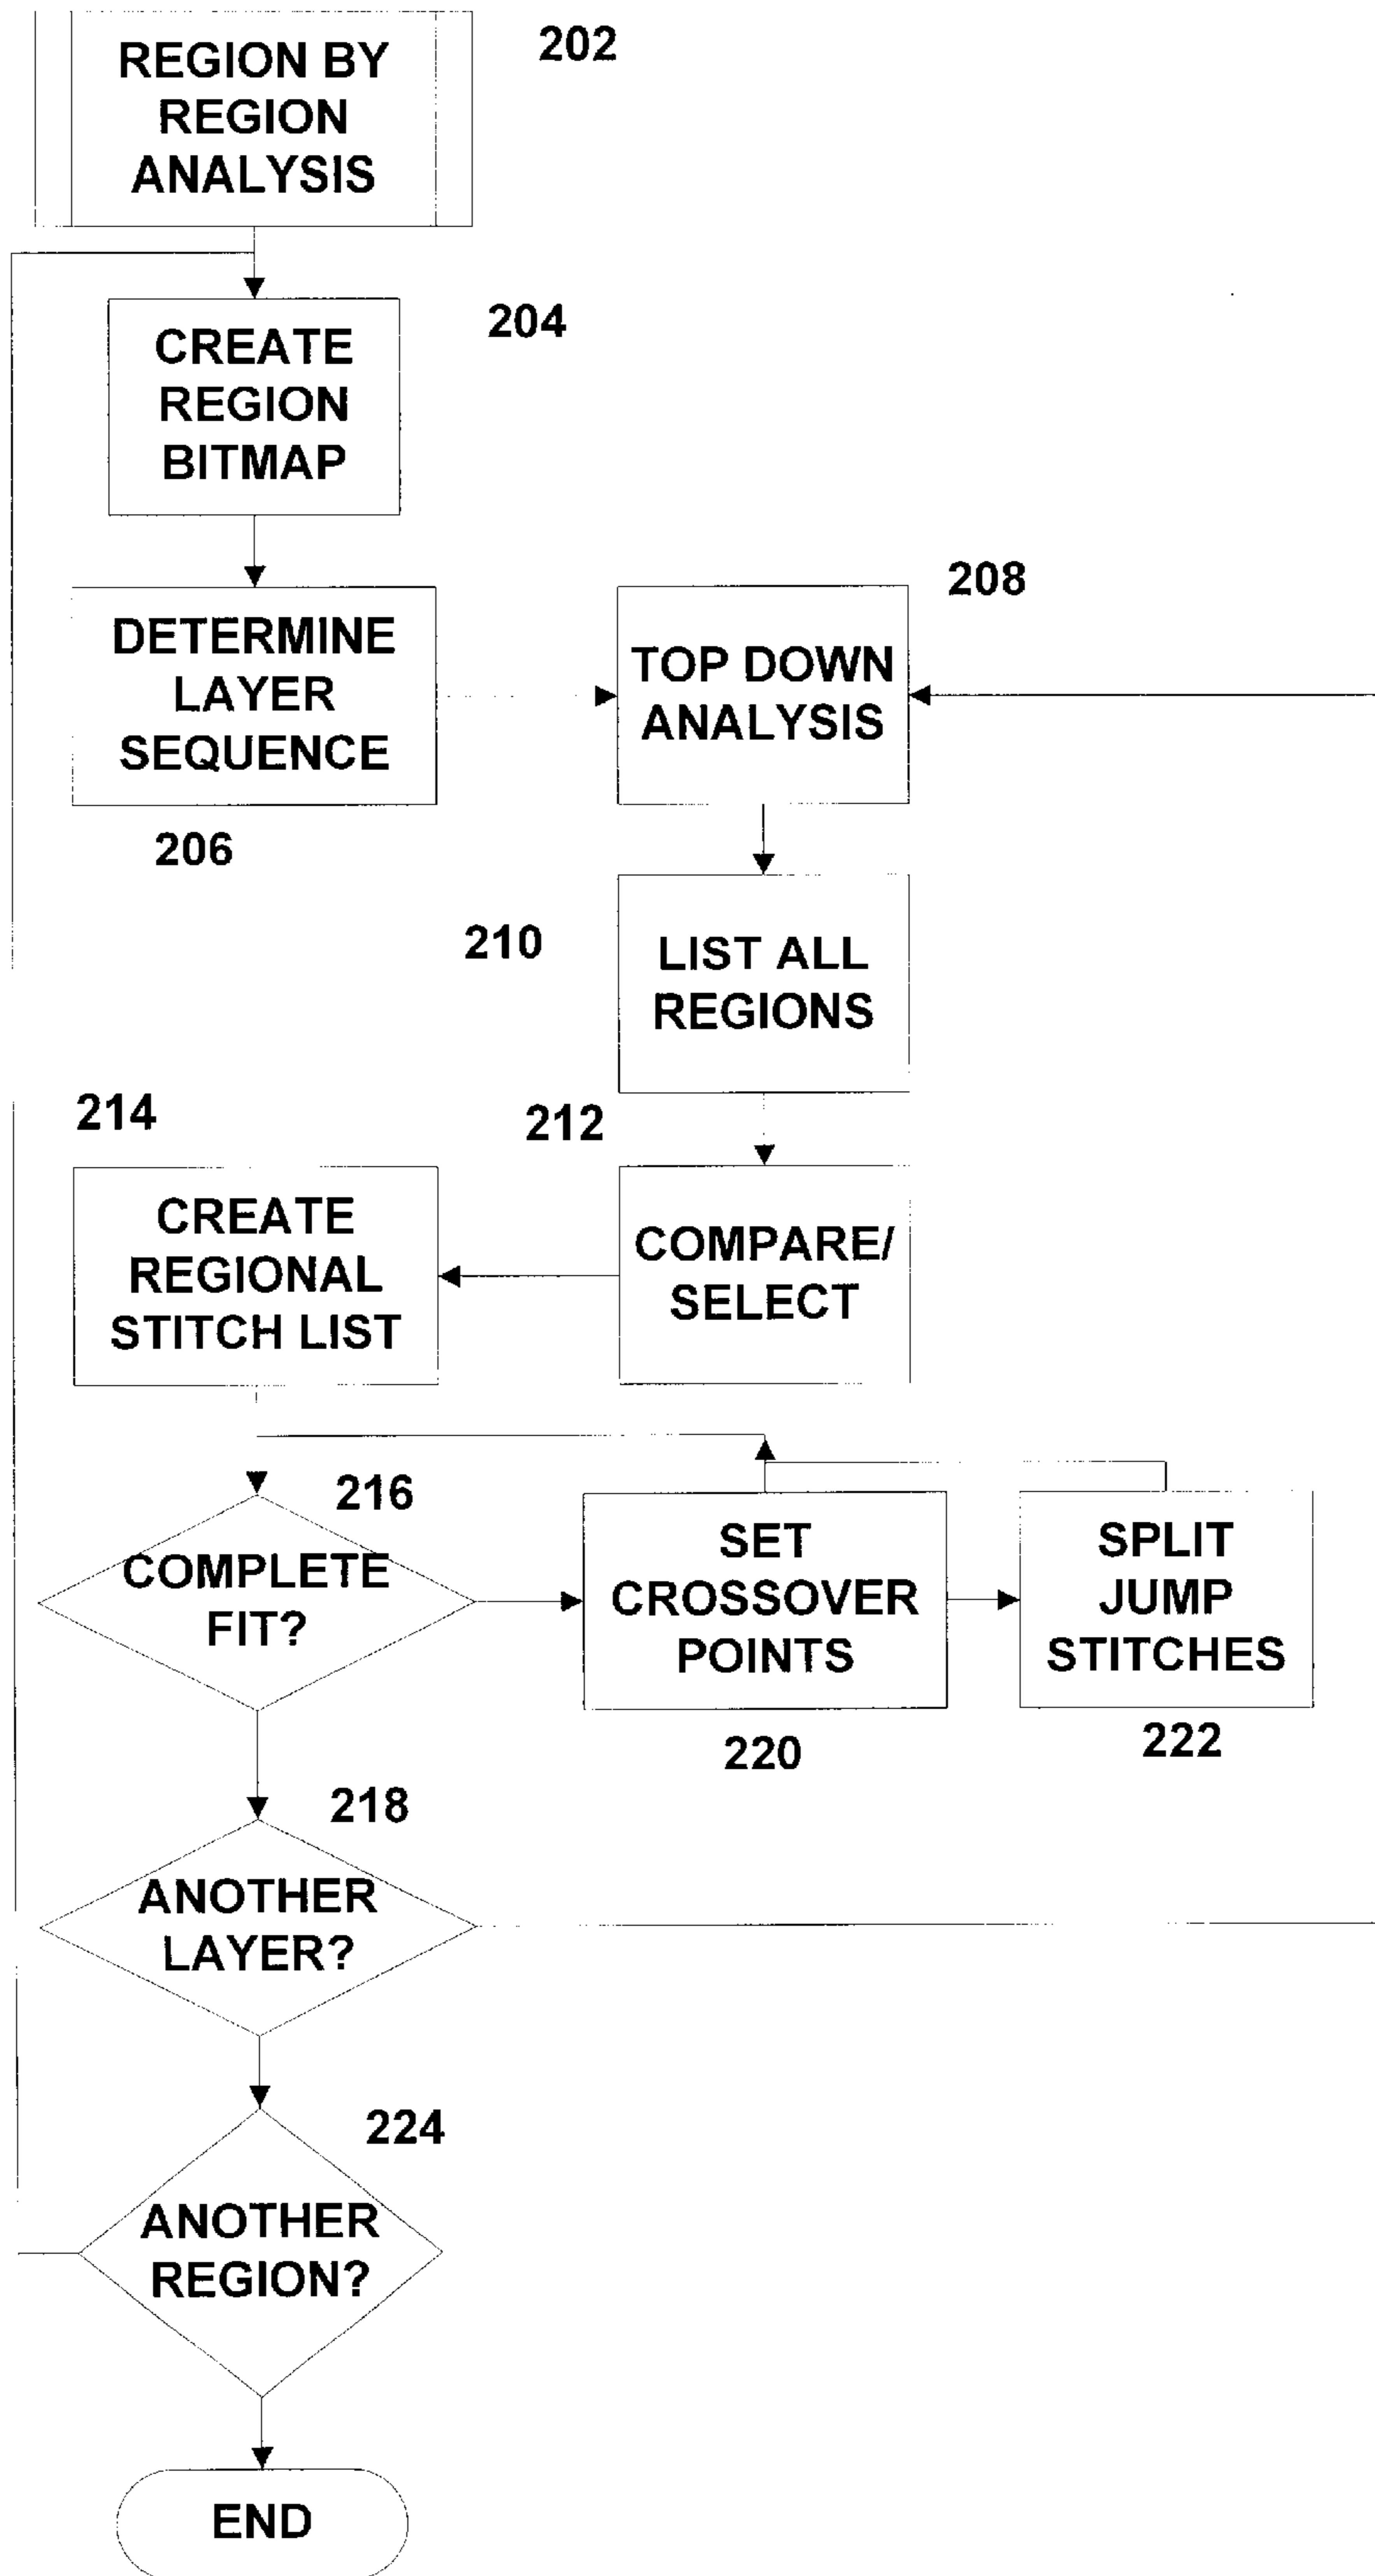 REGION BY
REGION
ANALYSIS
202
CREATE
REGION
BITMAP
204
DETERMINE
LAYER
SEQUENCE
206
TOP DOWN
ANALYSIS
208
LIST ALL
REGIONS
210
COMPARE/
SELECT
212
CREATE
REGIONAL
STITCH LIST
214
COMPLETE
FIT?
216
SET
CROSSOVER
POINTS
220
SPLIT
JUMP
STITCHES
222
ANOTHER
LAYER?
218
ANOTHER
REGION?
224
END